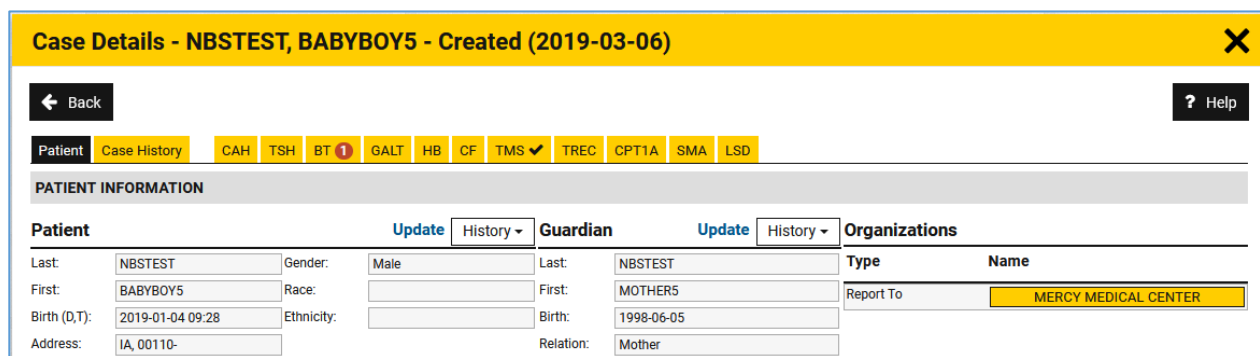 Case Details - NBSTEST, BABYBOY5 - Created (2019-03-06)
Back
? Help
Patient Case History CAH TSH BT 1 GALT HB CF TMS TREC CPT1A SMA LSD
PATIENT INFORMATION
Patient Update History Guardian Update History Organizations
Last: NBSTEST Gender: Male Last: NBSTEST Type Name
First: BABYBOY5 Race: First: MOTHER5 Report To MERCY MEDICAL CENTER
Birth (D,T): 2019-01-04 09:28 Ethnicity: Birth: 1998-06-05
Address: IA, 00110- Relation: Mother